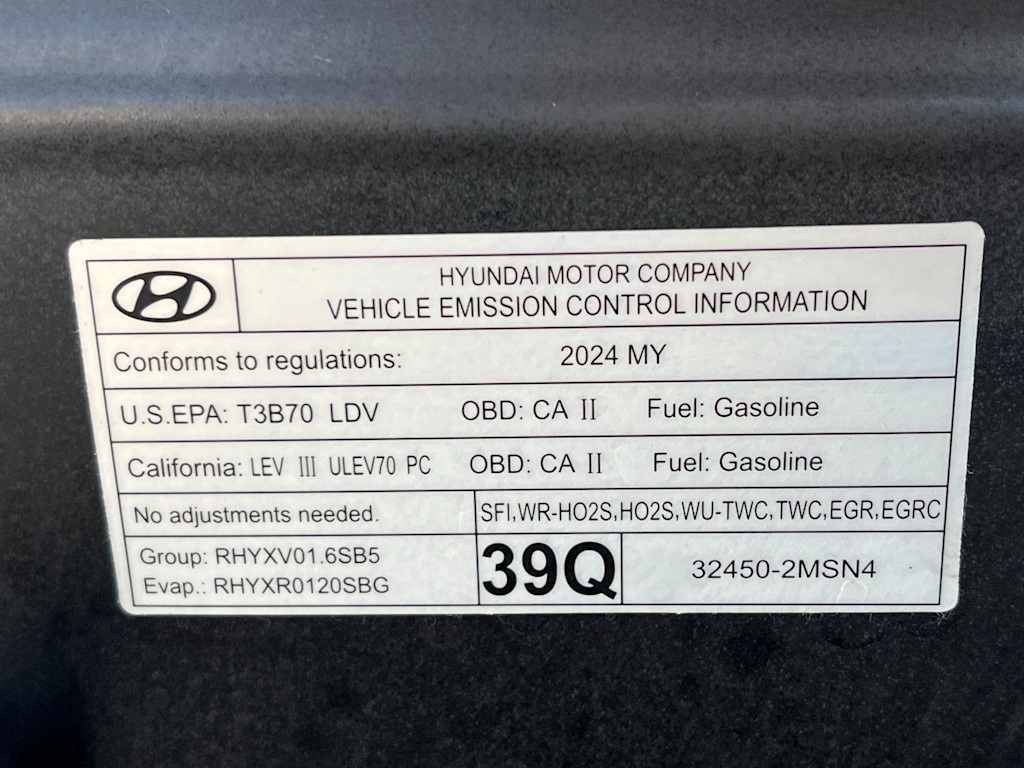 HYUNDAI MOTOR COMPANY
VEHICLE EMISSION CONTROL INFORMATION
Conforms to regulations: 2024 MY
U.S.EPA: T3B70 LDV OBD: CA II Fuel: Gasoline
California: LEV III ULEV70 PC OBD: CA II Fuel: Gasoline
No adjustments needed. SFI,WR-HO2S,HO2S,WU-TWC,TWC,EGR,EGRC
Group: RHYXV01.6SB5
Evap.: RHYXR0120SBG
39Q 32450-2MSN4